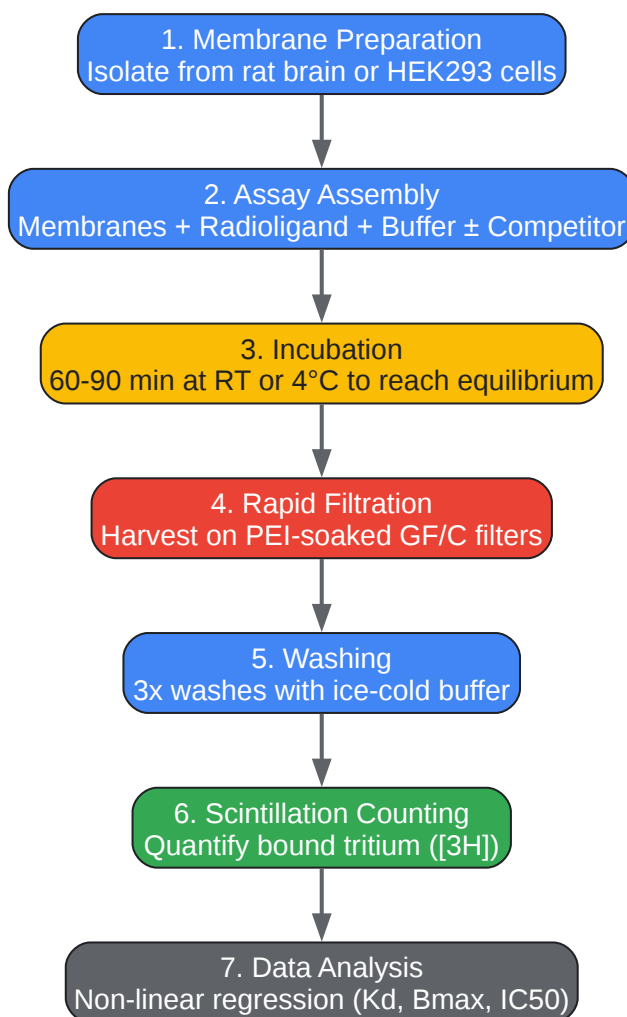 1. Membrane Preparation
Isolate from rat brain or HEK293 cells
2. Assay Assembly
Membranes + Radioligand + Buffer ± Competitor
3. Incubation
60-90 min at RT or 4°C to reach equilibrium
4. Rapid Filtration
Harvest on PEI-soaked GF/C filters
5. Washing
3x washes with ice-cold buffer
6. Scintillation Counting
Quantify bound tritium ([3H])
7. Data Analysis
Non-linear regression (Kd, Bmax, IC50)